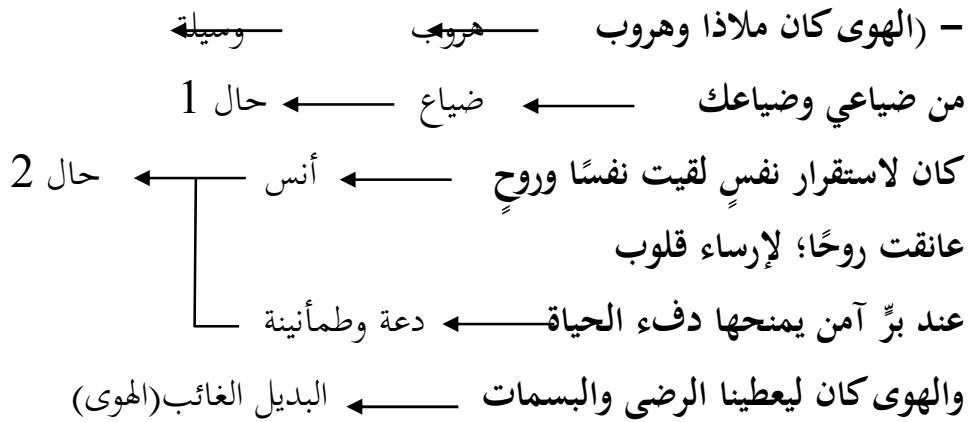 – (الهوى كان ملاذا وهروب هروب وسيلة
من ضياعي وضياعك ضياع حال 1
كان لاستقرار نفسٍ لقيت نفسًا وروحٍ أنس حال 2
عانقت روحًا؛ لإرساء قلوب
عند برٍّ آمن يمنحها دفء الحياة دعة وطمأنينة
والهوى كان ليعطينا الرضى والبسمات البديل الغائب(الهوى)